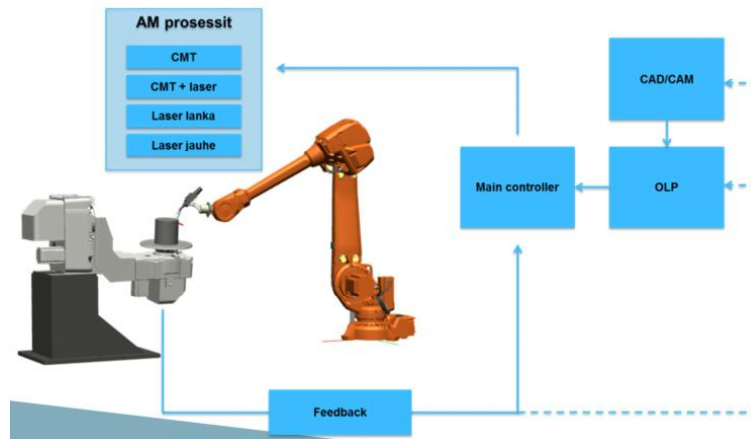 AM prosessit
CMT
CMT + laser
Laser lanka
Laser jauhe
CAD/CAM
Main controller
OLP
Feedback